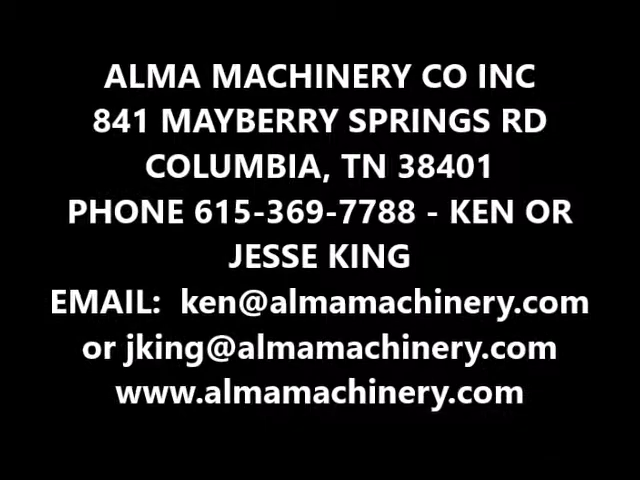 ALMA MACHINERY CO INC
841 MAYBERRY SPRINGS RD
COLUMBIA, TN 38401
PHONE 615-369-7788 - KEN OR
JESSE KING
EMAIL:  ken@almamachinery.com
or jking@almamachinery.com
www.almamachinery.com